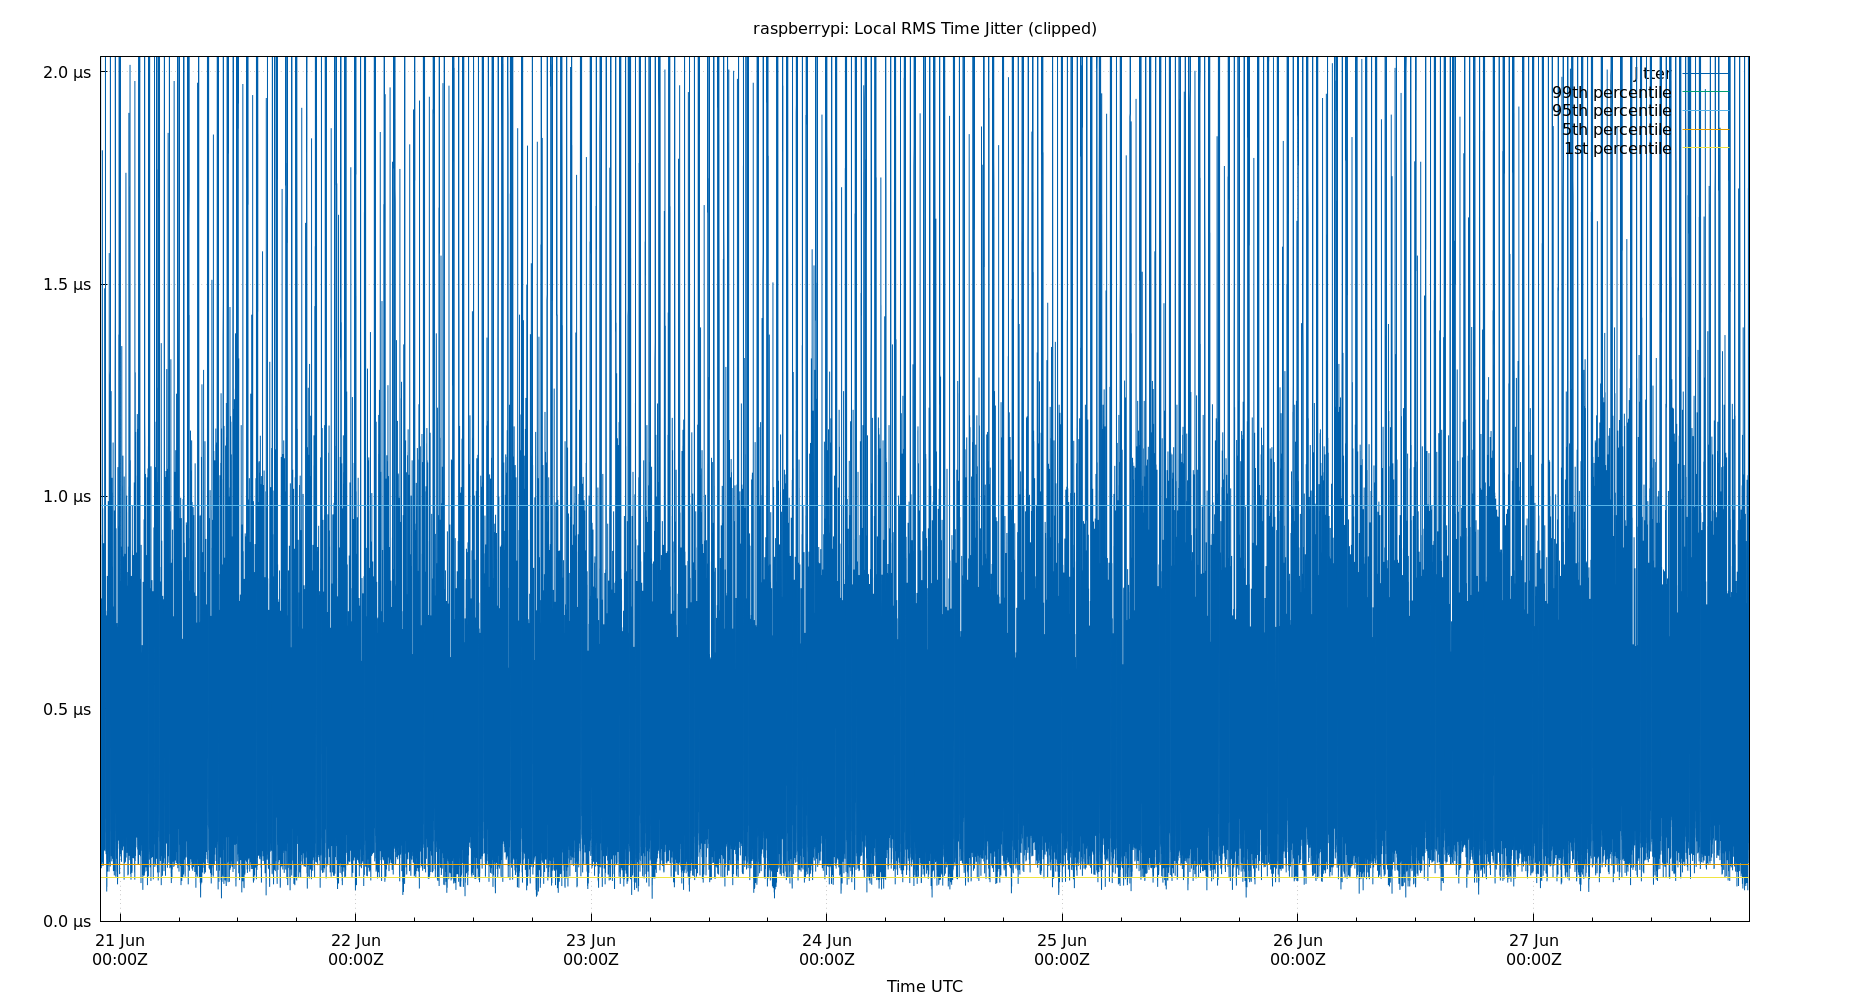 raspberrypi: Local RMS Time Jitter (clipped)
2.0 µs
1.5 µs
1.0 µs
0.5 µs
0.0 µs
jitter
99th percentile
95th percentile
5th percentile
1st percentile
21 Jun 22 Jun 23 Jun 24 Jun 25 Jun 26 Jun 27 Jun
00:00Z 00:00Z 00:00Z 00:00Z 00:00Z 00:00Z 00:00Z
Time UTC